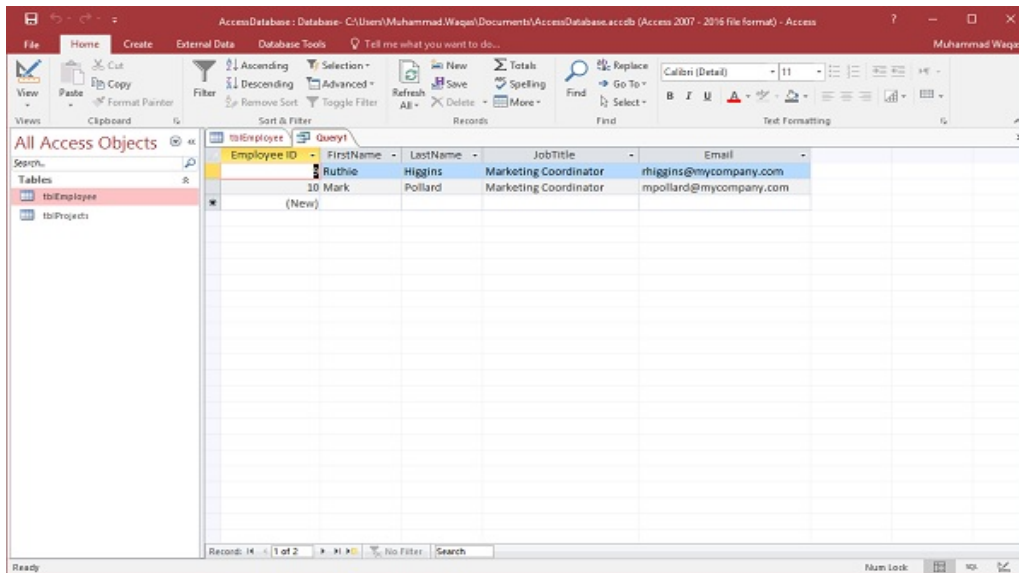 AccessDatabase : Database- C:\Users\Muhammad.Waqas\Documents\AccessDatabase.accdb (Access 2007 - 2016 file format) - Access ?
File Home Create External Data Database Tools Tell me what you want to do... Muhammad Waqas
Cut Ascending Selection New Totals Replace Calibri (Detail) 11
Copy Descending Advanced Save Spelling Go To
View Paste Format Painter Filter Remove Sort Toggle Filter Refresh All Delete More Find Select B I U A
Views Clipboard Sort & Filter Records Find Text Formatting
All Access Objects tblEmployee Query1
Search... Employee ID FirstName LastName JobTitle Email
Tables Ruthie Higgins Marketing Coordinator rhiggins@mycompany.com
tblEmployee 10 Mark Pollard Marketing Coordinator mpollard@mycompany.com
tblProjects (New)
Record: 1 of 2 No Filter Search
Ready Num Lock SQL